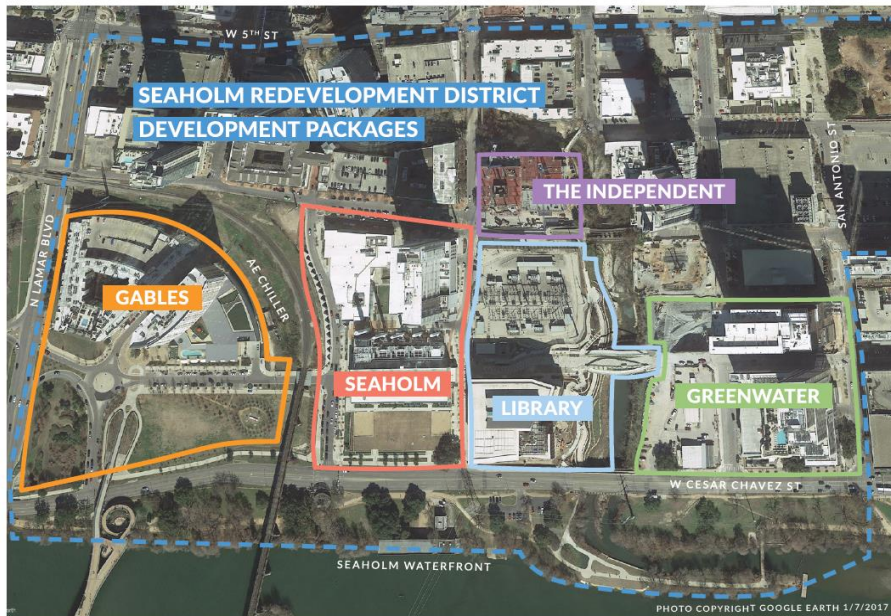 W 5TH ST
SEAHOLM REDEVELOPMENT DISTRICT
DEVELOPMENT PACKAGES
THE INDEPENDENT
SAN ANTONIO ST
N LAMAR BLVD
AE CHILLER
GABLES
SEAHOLM
LIBRARY
GREENWATER
W CESAR CHAVEZ ST
SEAHOLM WATERFRONT
PHOTO COPYRIGHT GOOGLE EARTH 1/7/2017